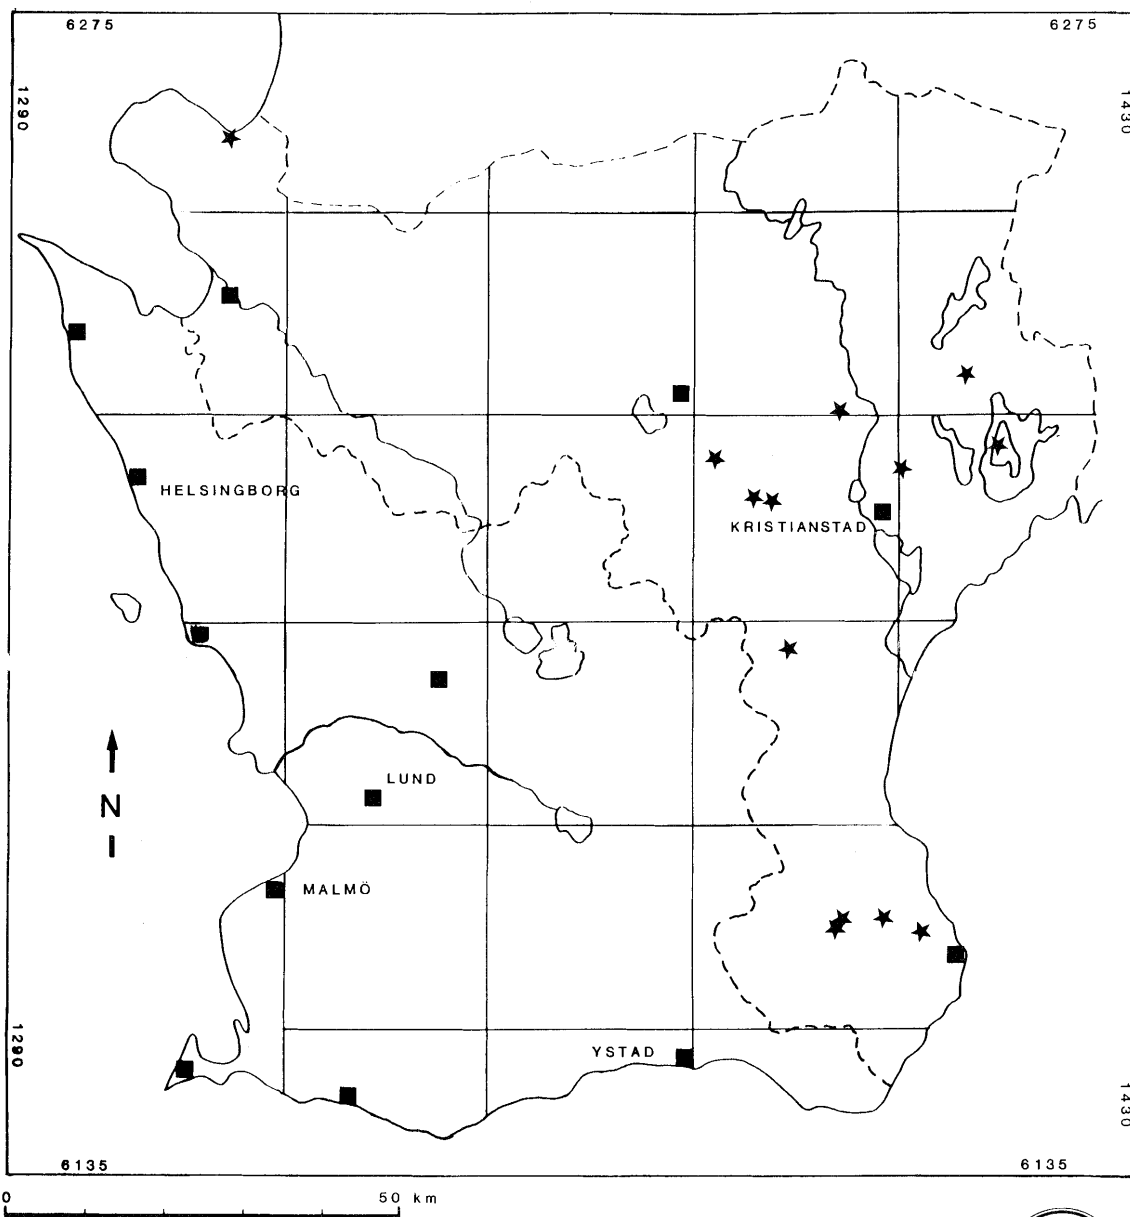 6275
6275
1290
1430
HELSINGBORG
KRISTIANSTAD
LUND
N
MALMÖ
YSTAD
1290
1430
6135
6135
0
50 km